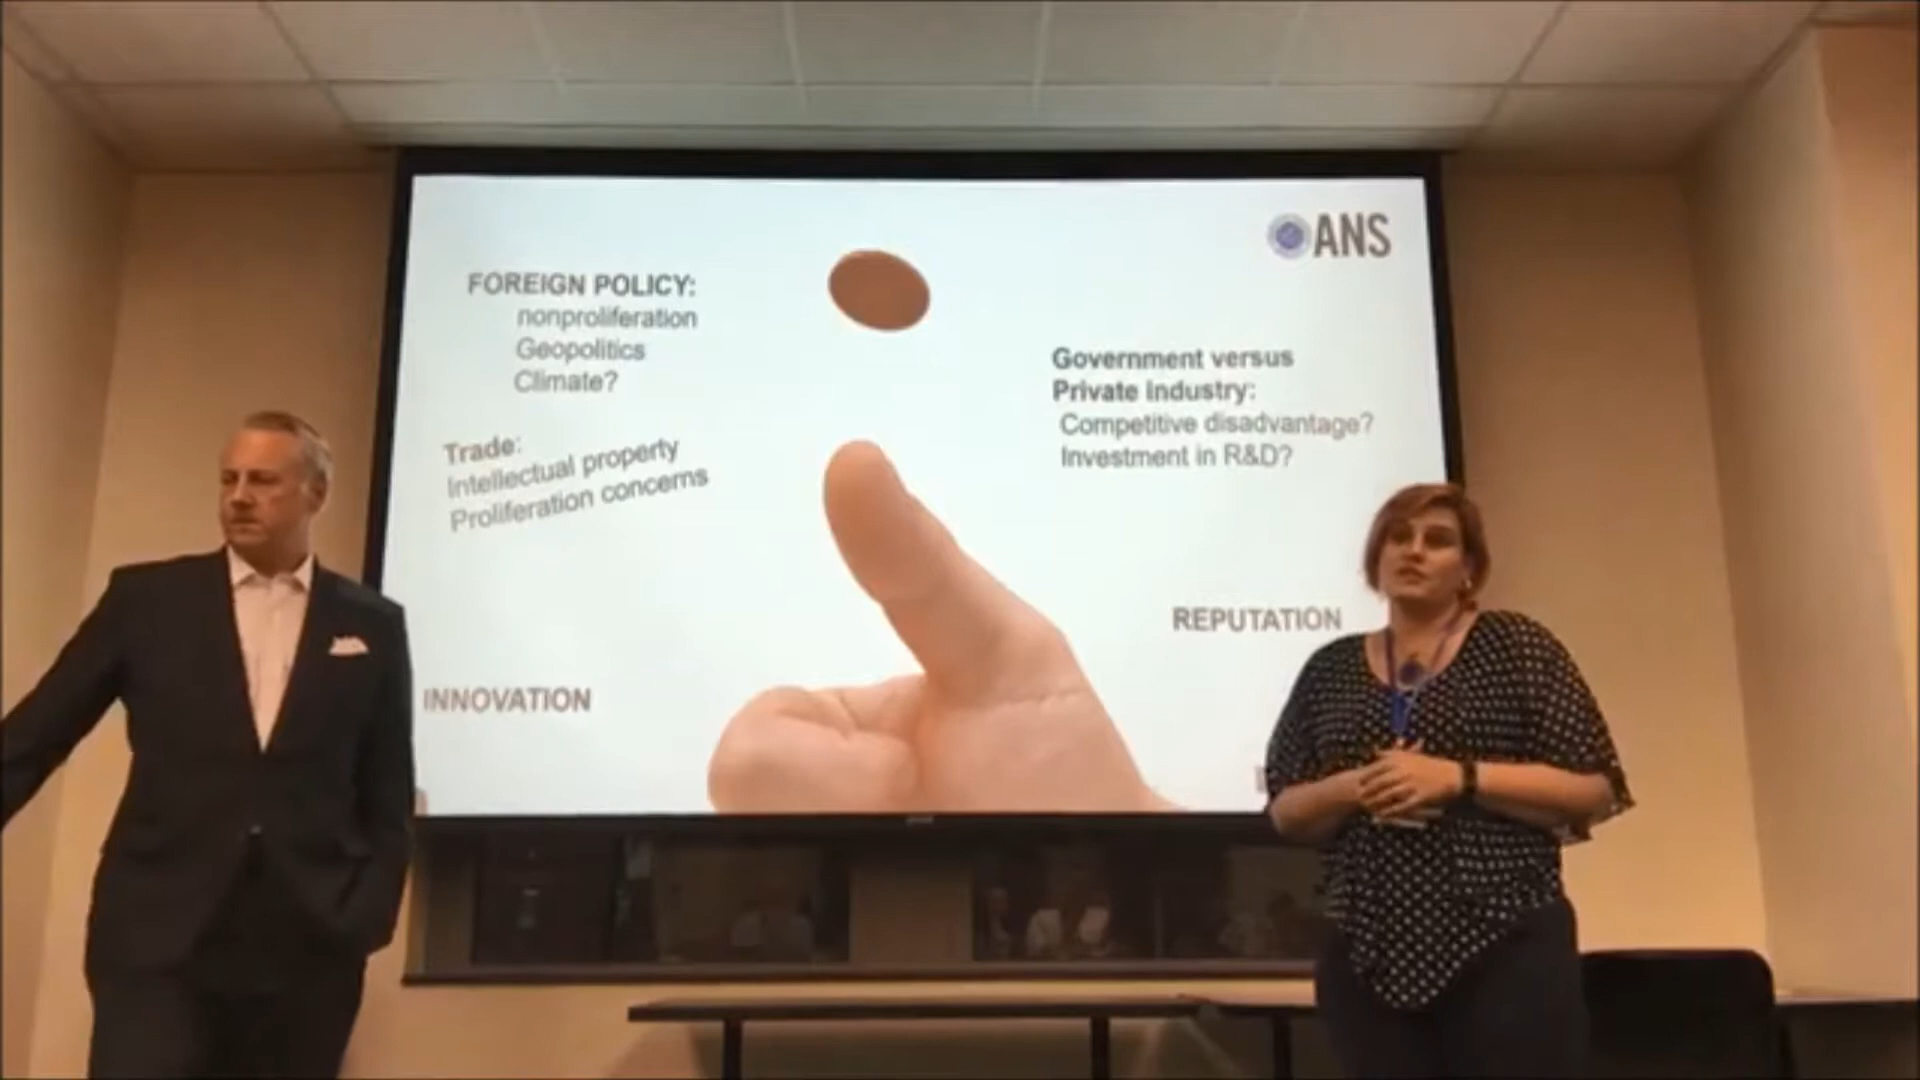 ANS
FOREIGN POLICY:
nonproliferation
Geopolitics
Climate?
Government versus
Private Industry:
Competitive disadvantage?
Investment in R&D?
Trade:
Intellectual property
Proliferation concerns
REPUTATION
INNOVATION